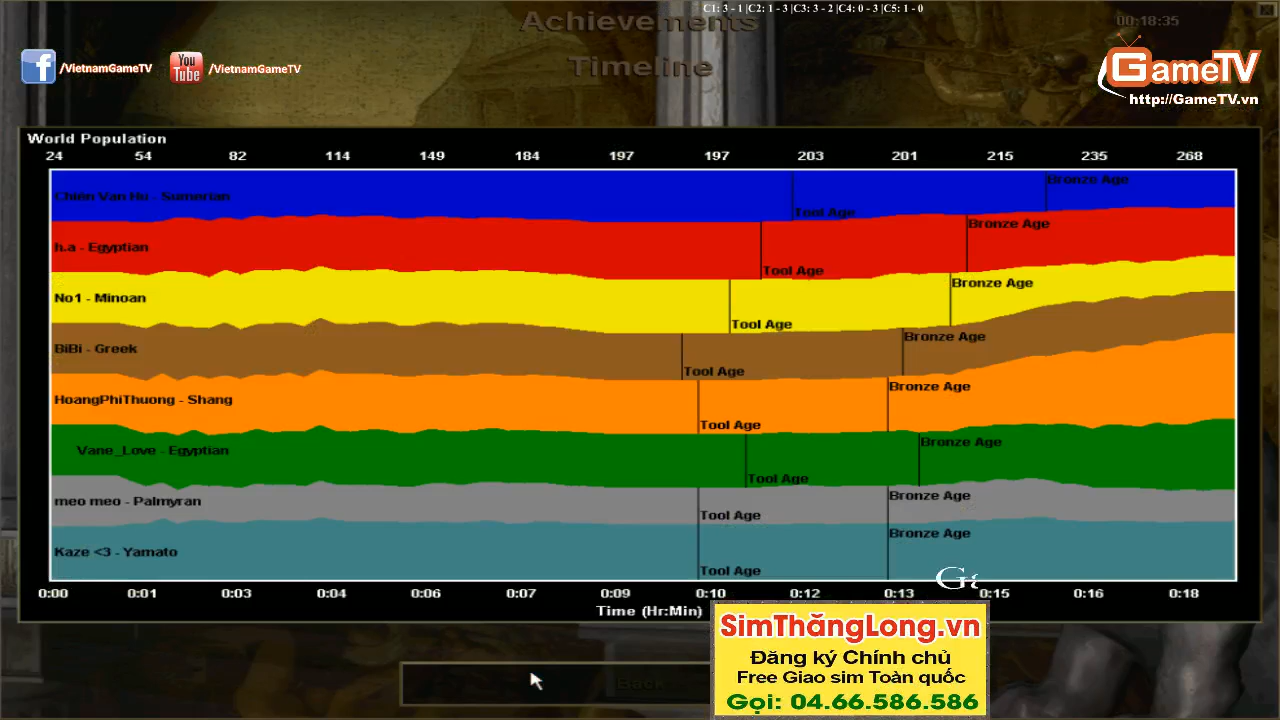 C1: 3 - 1 |C2: 1 - 3 |C3: 3 - 2 |C4: 0 - 3 |C5: 1 - 0
Achievements
00:18:35
Timeline
f /VietnamGameTV You Tube /VietnamGameTV
GameTV
http://GameTV.vn
World Population
24 54 82 114 149 184 197 197 203 201 215 235 268
Chiến Van Hu - Sumerian
Tool Age
Bronze Age
h.a - Egyptian
Tool Age
Bronze Age
No1 - Minoan
Tool Age
Bronze Age
BiBi - Greek
Tool Age
Bronze Age
HoangPhiThuong - Shang
Tool Age
Bronze Age
Vane_Love - Egyptian
Tool Age
Bronze Age
meo meo - Palmyran
Tool Age
Bronze Age
Kaze <3 - Yamato
Tool Age
Bronze Age
0:00 0:01 0:03 0:04 0:06 0:07 0:09 0:10 0:12 0:13 0:15 0:16 0:18
Time (Hr:Min)
SimThăngLong.vn
Đăng ký Chính chủ
Free Giao sim Toàn quốc
Gọi: 04.66.586.586
Back